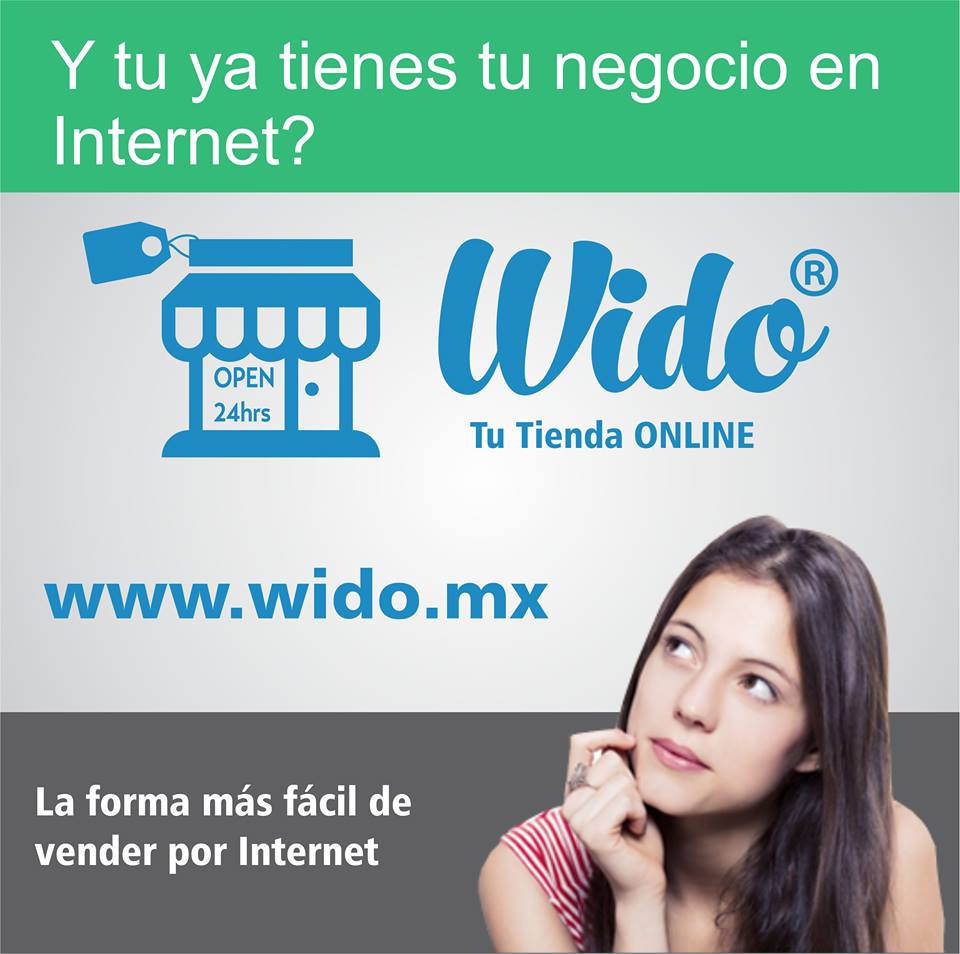 Y tu ya tienes tu negocio en
Internet?
OPEN
24hrs
Wido®
Tu Tienda ONLINE
www.wido.mx
La forma más fácil de
vender por Internet